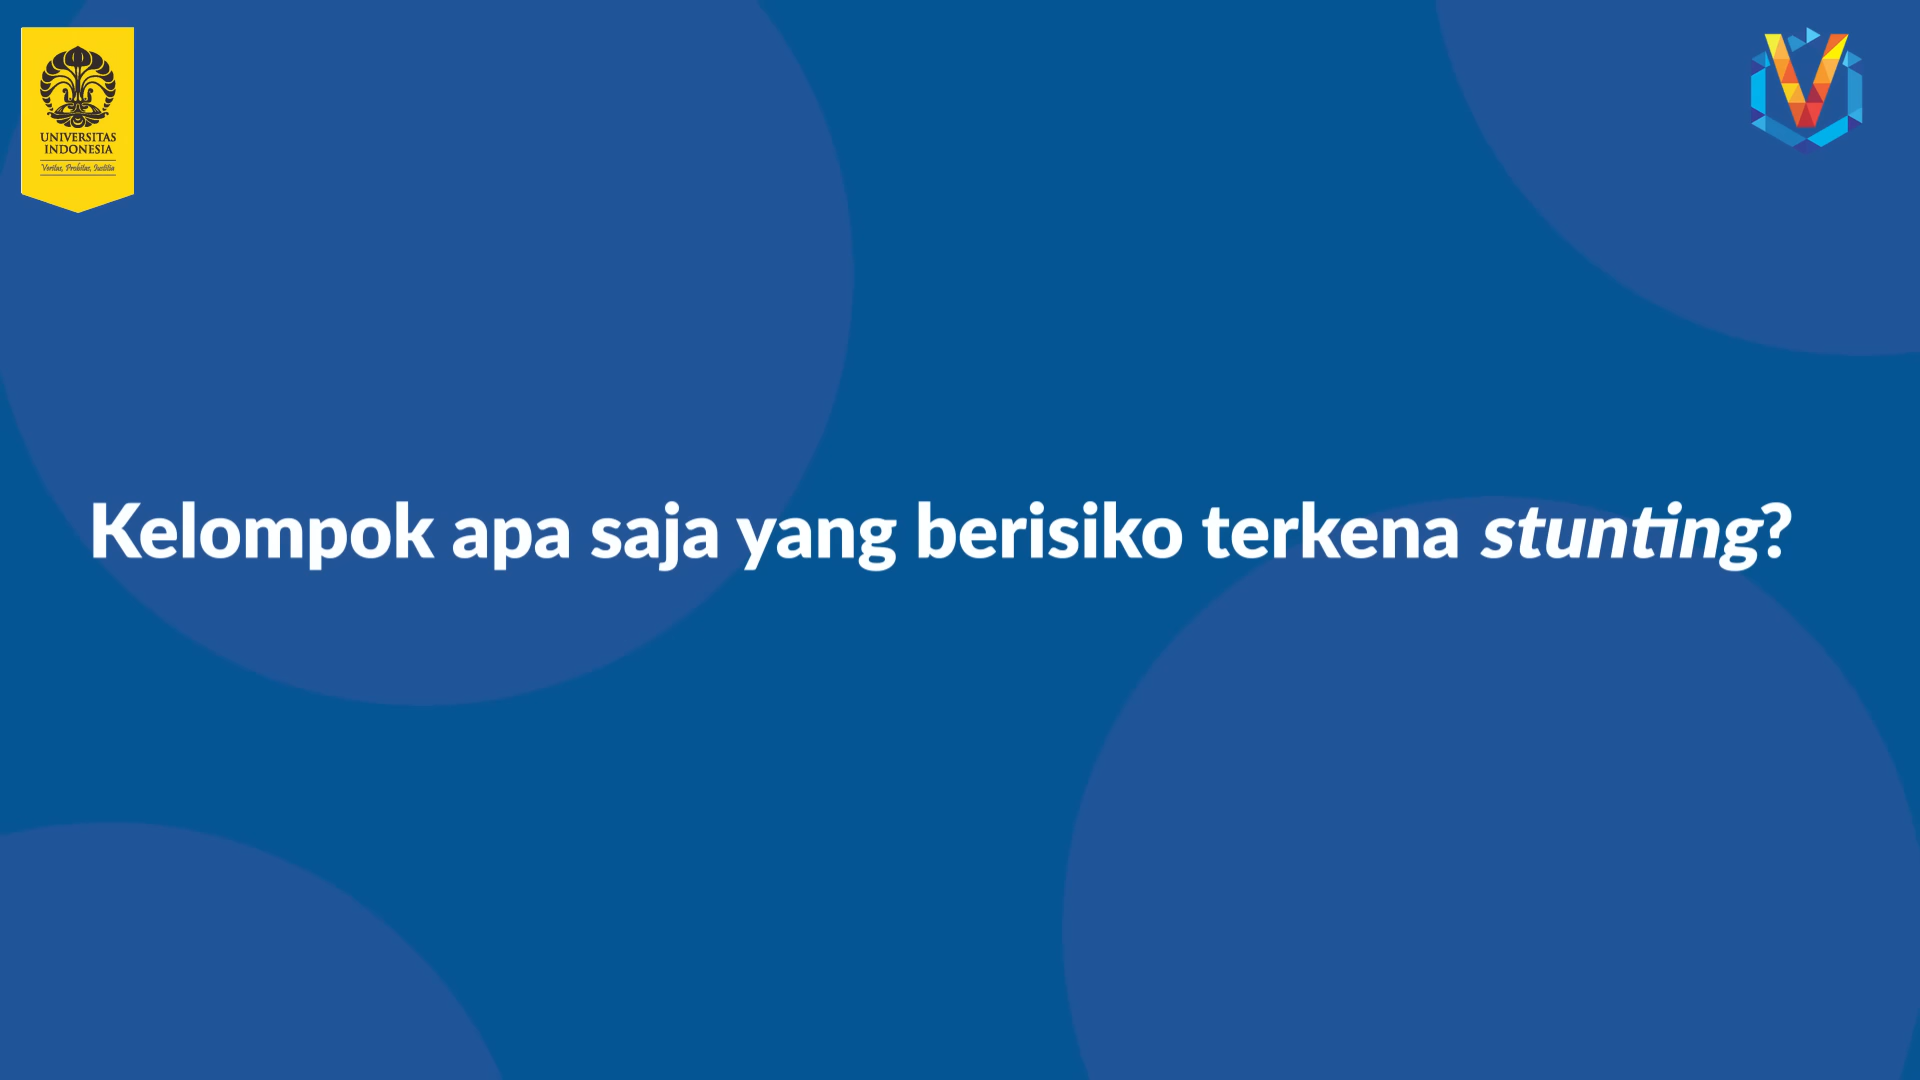 UNIVERSITAS
INDONESIA
Veritas, Probitas, Iustitia
Kelompok apa saja yang berisiko terkena stunting?